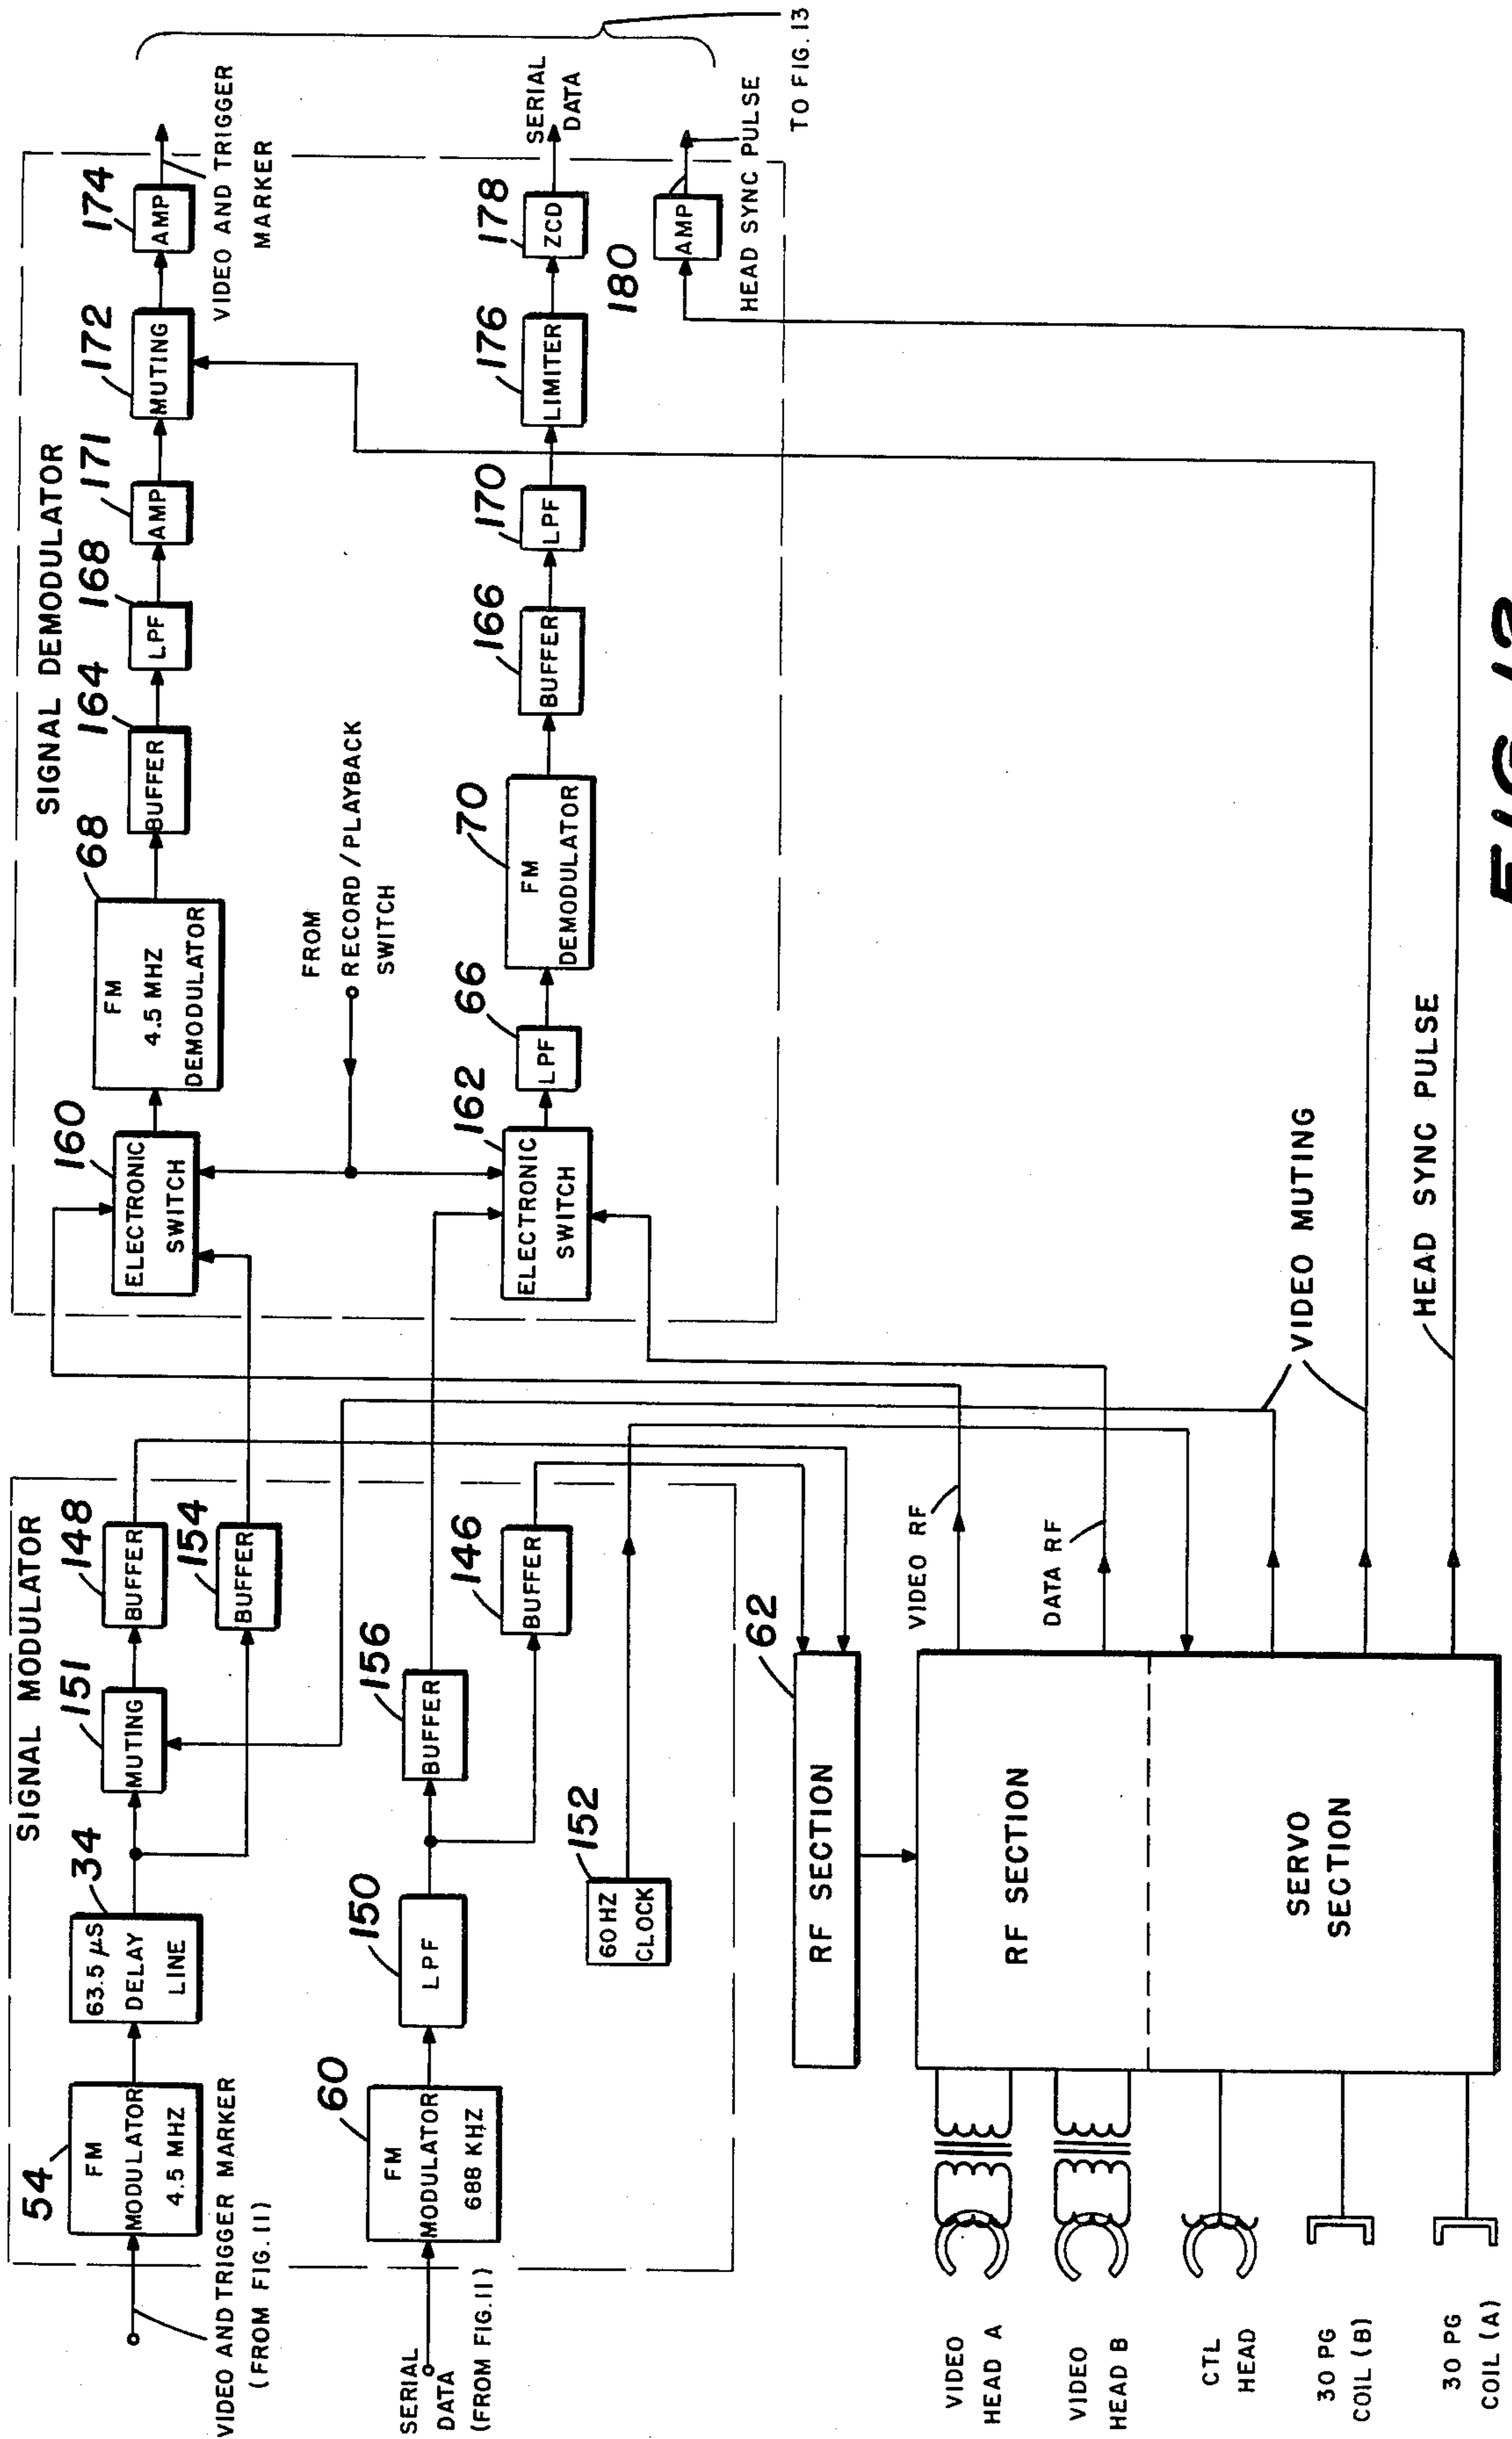 SIGNAL MODULATOR
54
FM
MODULATOR
4.5 MHZ
34
63.5 μS
DELAY
LINE
151
MUTING
148
BUFFER
154
BUFFER
VIDEO AND TRIGGER MARKER
(FROM FIG. 11)
60
FM
MODULATOR
688 KHZ
150
LPF
156
BUFFER
146
BUFFER
SERIAL
DATA
(FROM FIG. 11)
152
60 HZ
CLOCK
62
RF SECTION
RF SECTION
SERVO
SECTION
VIDEO
HEAD A
VIDEO
HEAD B
CTL
HEAD
30 PG
COIL (B)
30 PG
COIL (A)
VIDEO RF
DATA RF
VIDEO MUTING
HEAD SYNC PULSE
SIGNAL DEMODULATOR
160
ELECTRONIC
SWITCH
68
FM
4.5 MHZ
DEMODULATOR
164
BUFFER
168
LPF
171
AMP
172
MUTING
174
AMP
VIDEO AND TRIGGER
MARKER
FROM
RECORD / PLAYBACK
SWITCH
162
ELECTRONIC
SWITCH
66
LPF
70
FM
DEMODULATOR
166
BUFFER
170
LPF
176
LIMITER
178
ZCD
SERIAL
DATA
180
AMP
HEAD SYNC PULSE
TO FIG. 13